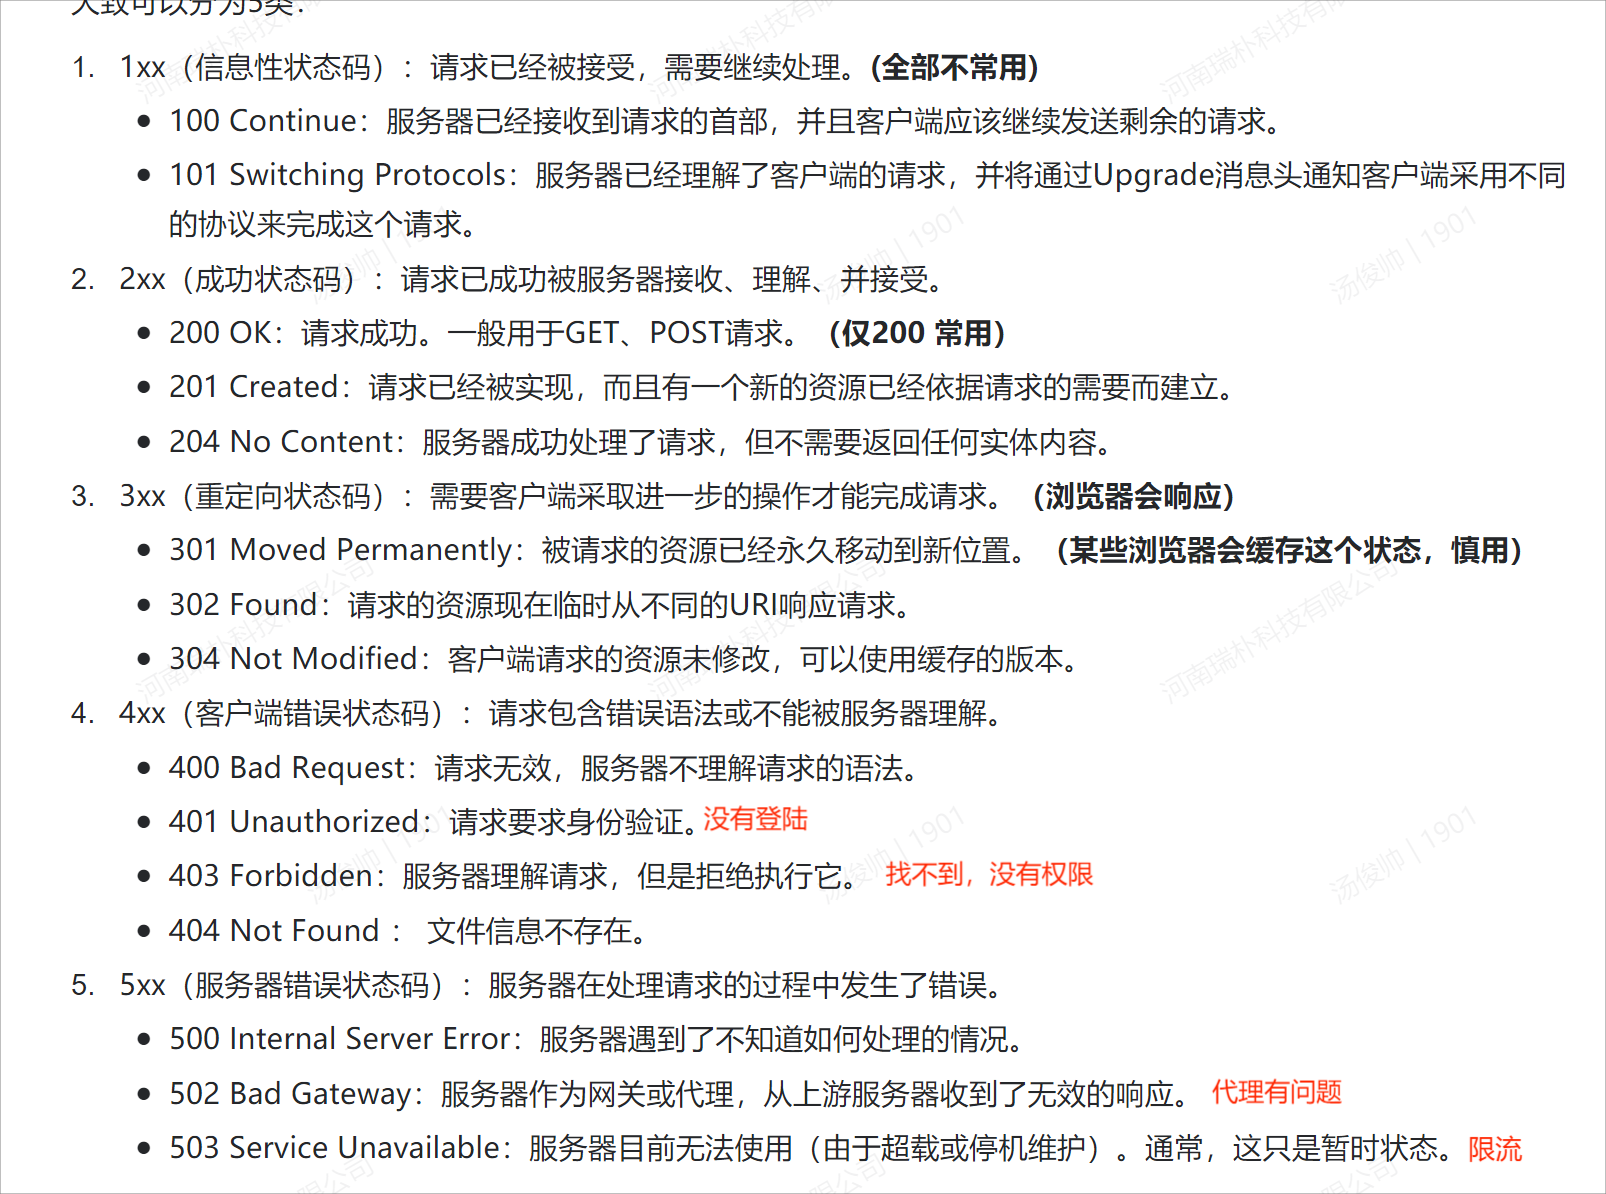 大致可以分为5类：
1. 1xx（信息性状态码）：请求已经被接受，需要继续处理。(全部不常用)
100 Continue：服务器已经接收到请求的首部，并且客户端应该继续发送剩余的请求。
101 Switching Protocols：服务器已经理解了客户端的请求，并将通过Upgrade消息头通知客户端采用不同
的协议来完成这个请求。
2. 2xx（成功状态码）：请求已成功被服务器接收、理解、并接受。
200 OK：请求成功。一般用于GET、POST请求。（仅200 常用）
201 Created：请求已经被实现，而且有一个新的资源已经依据请求的需要而建立。
204 No Content：服务器成功处理了请求，但不需要返回任何实体内容。
3. 3xx（重定向状态码）：需要客户端采取进一步的操作才能完成请求。（浏览器会响应）
301 Moved Permanently：被请求的资源已经永久移动到新位置。（某些浏览器会缓存这个状态，慎用）
302 Found：请求的资源现在临时从不同的URI响应请求。
304 Not Modified：客户端请求的资源未修改，可以使用缓存的版本。
4. 4xx（客户端错误状态码）：请求包含错误语法或不能被服务器理解。
400 Bad Request：请求无效，服务器不理解请求的语法。
401 Unauthorized：请求要求身份验证。没有登陆
403 Forbidden：服务器理解请求，但是拒绝执行它。 找不到，没有权限
404 Not Found ： 文件信息不存在。
5. 5xx（服务器错误状态码）：服务器在处理请求的过程中发生了错误。
500 Internal Server Error：服务器遇到了不知道如何处理的情况。
502 Bad Gateway：服务器作为网关或代理，从上游服务器收到了无效的响应。 代理有问题
503 Service Unavailable：服务器目前无法使用（由于超载或停机维护）。通常，这只是暂时状态。限流
河南瑞朴科技有限公司
汤俊帅 | 1901